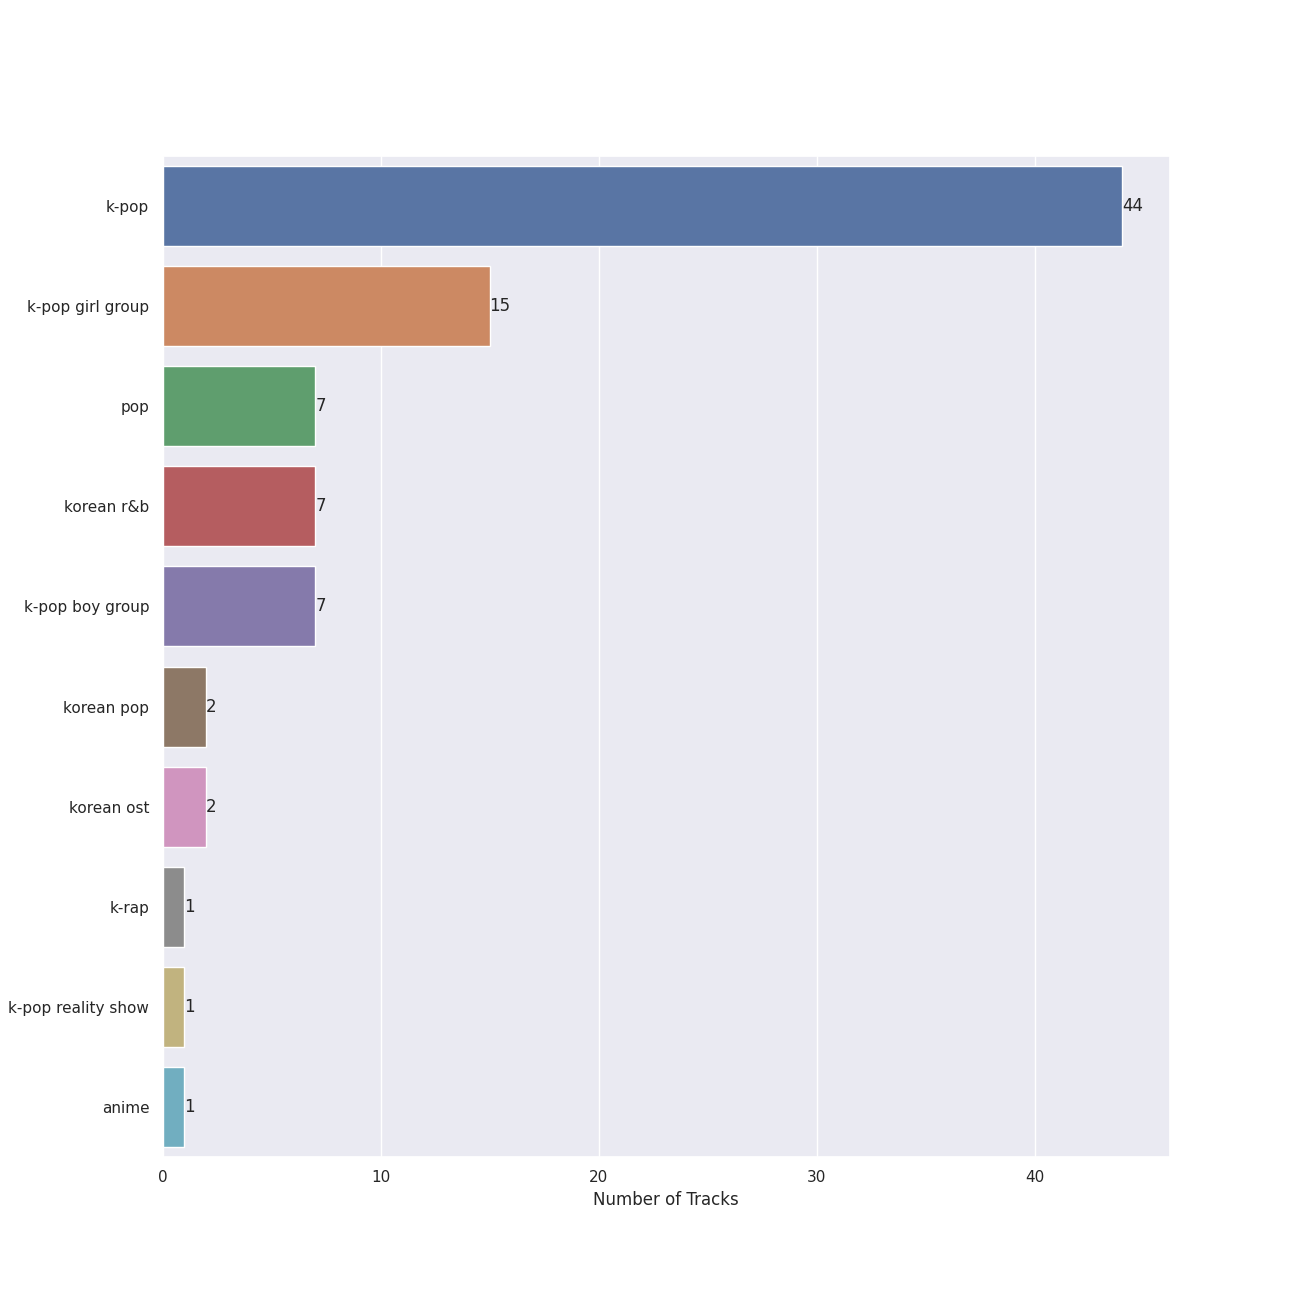 k-pop 44
k-pop girl group 15
pop 7
korean r&b 7
k-pop boy group 7
korean pop 2
korean ost 2
k-rap 1
k-pop reality show 1
anime 1
0 10 20 30 40
Number of Tracks